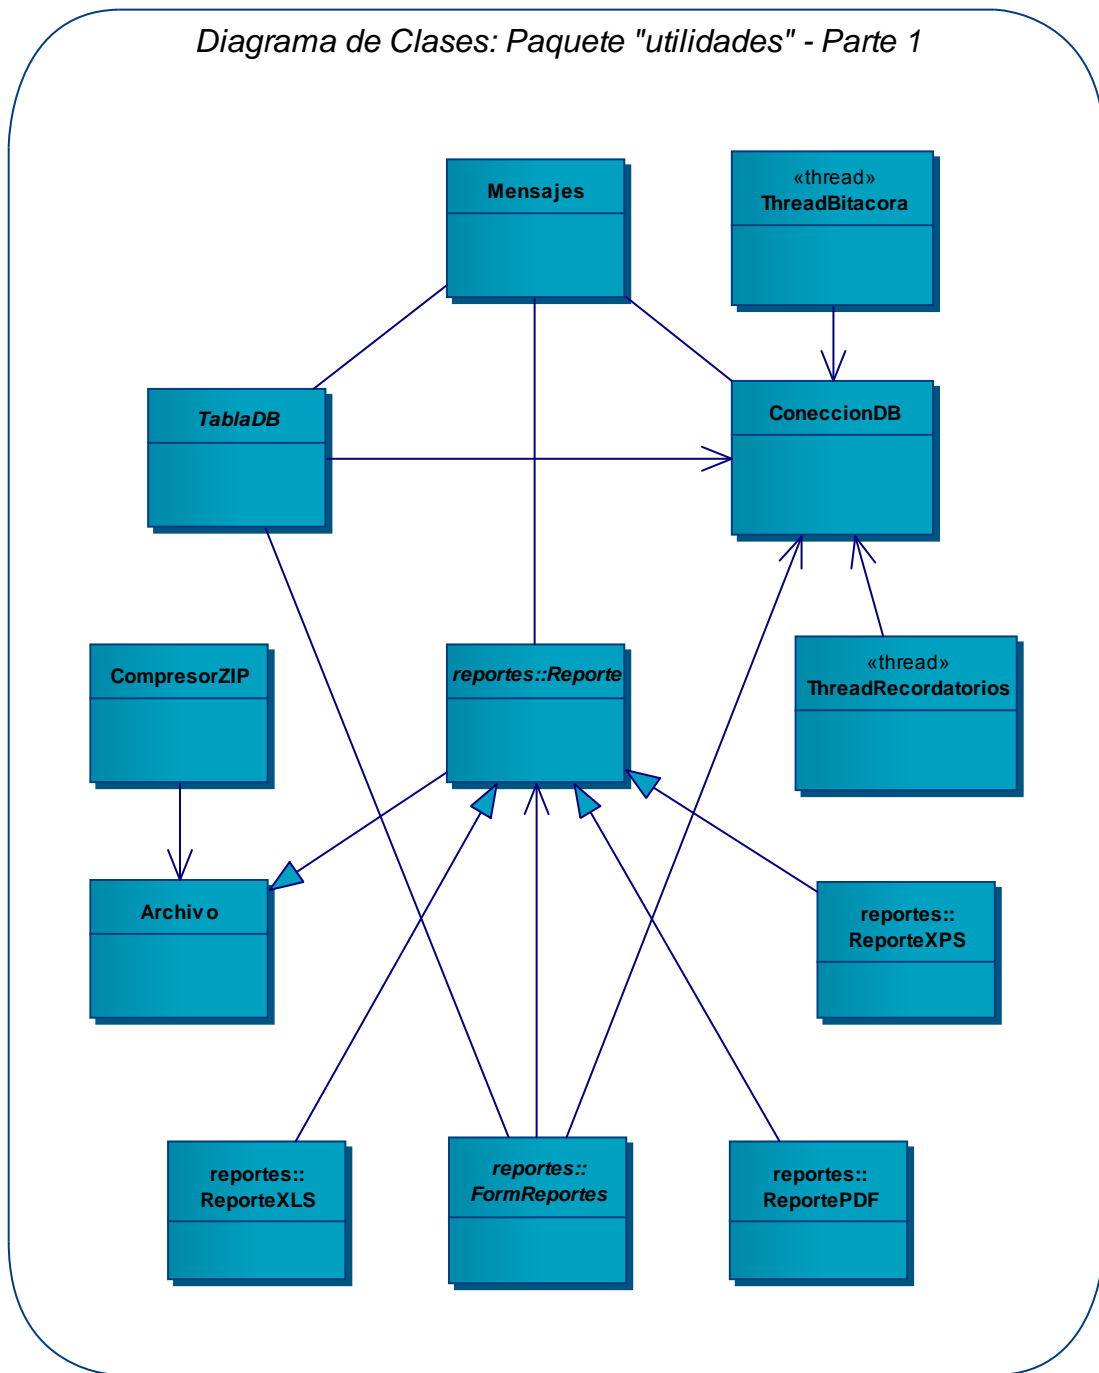 Diagrama de Clases: Paquete "utilidades" - Parte 1
Mensajes
«thread»
ThreadBitacora
TablaDB
ConeccionDB
CompresorZIP
reportes::Reporte
«thread»
ThreadRecordatorios
Archivo
reportes::
ReporteXPS
reportes::
ReporteXLS
reportes::
FormReportes
reportes::
ReportePDF